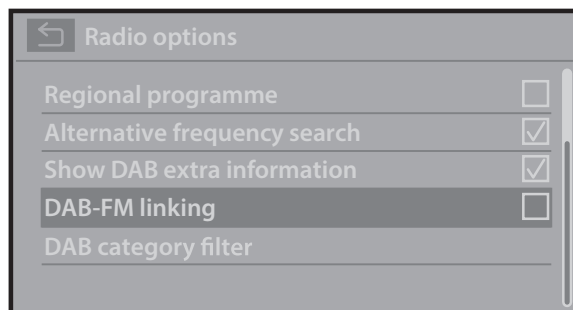 Radio options
Regional programme
Alternative frequency search
Show DAB extra information
DAB-FM linking
DAB category filter